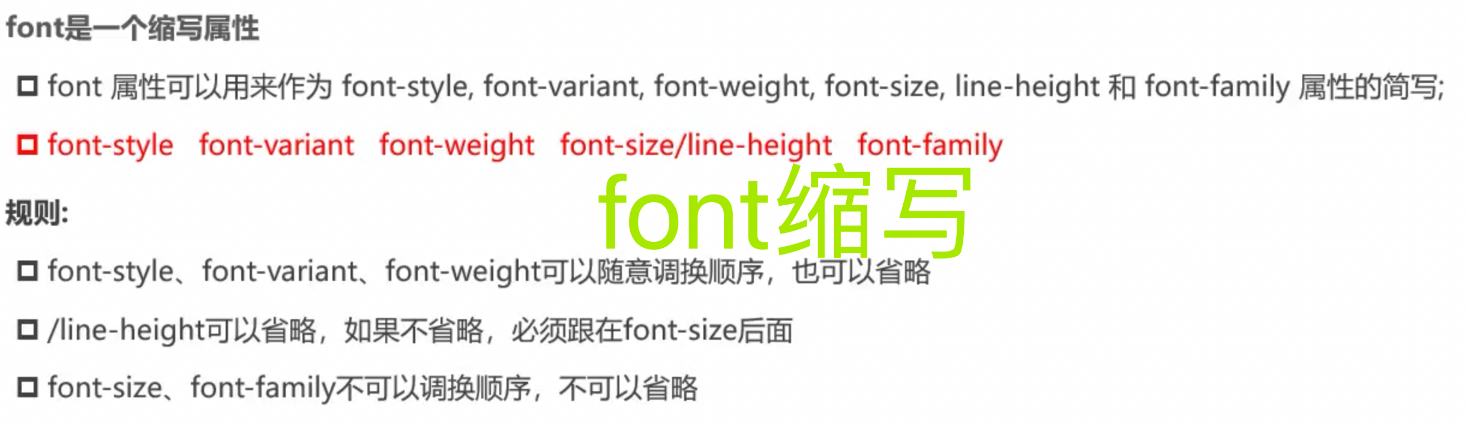 font是一个缩写属性
font 属性可以用来作为 font-style, font-variant, font-weight, font-size, line-height 和 font-family 属性的简写;
font-style font-variant font-weight font-size/line-height font-family
font缩写
规则:
font-style、font-variant、font-weight可以随意调换顺序，也可以省略
/line-height可以省略，如果不省略，必须跟在font-size后面
font-size、font-family不可以调换顺序，不可以省略